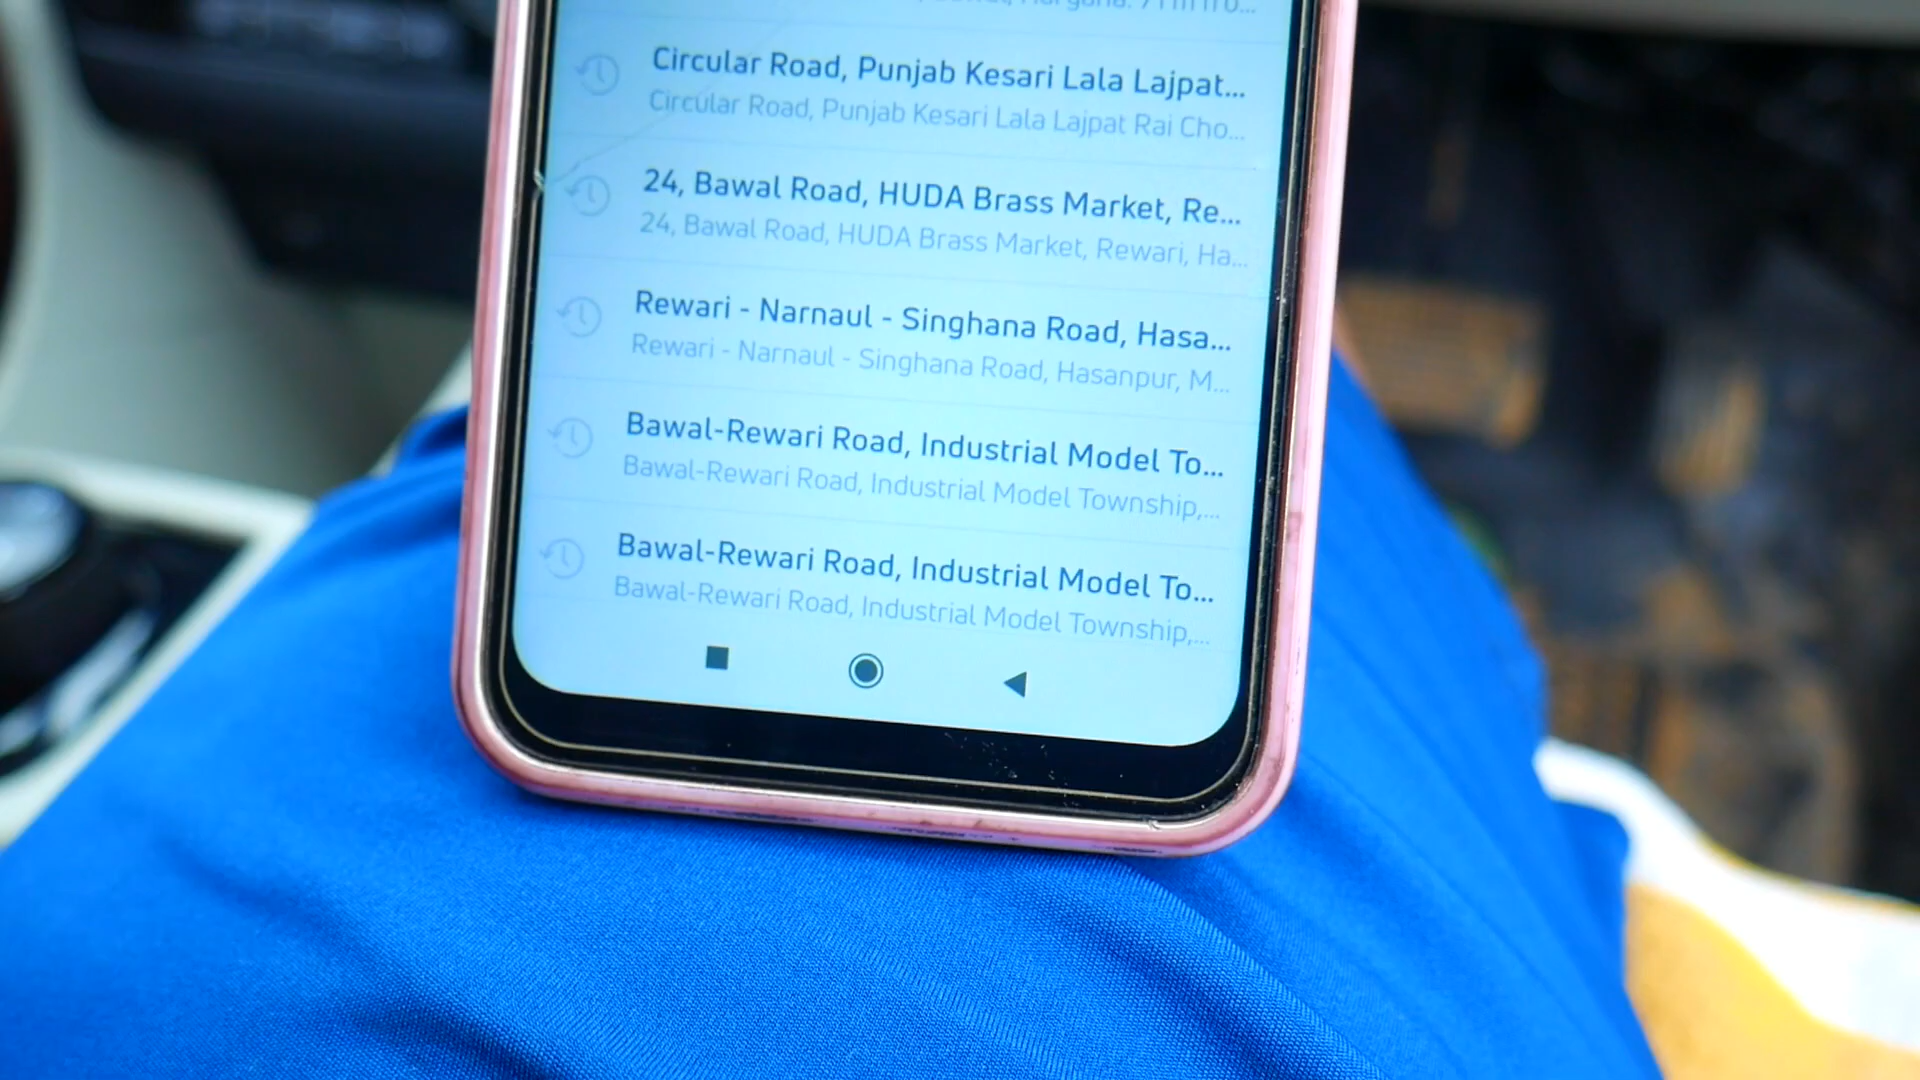 Circular Road, Punjab Kesari Lala Lajpat...
Circular Road, Punjab Kesari Lala Lajpat Rai Cho...
24, Bawal Road, HUDA Brass Market, Re...
24, Bawal Road, HUDA Brass Market, Rewari, Ha...
Rewari - Narnaul - Singhana Road, Hasa...
Rewari - Narnaul - Singhana Road, Hasanpur, M...
Bawal-Rewari Road, Industrial Model To...
Bawal-Rewari Road, Industrial Model Township,...
Bawal-Rewari Road, Industrial Model To...
Bawal-Rewari Road, Industrial Model Township,...